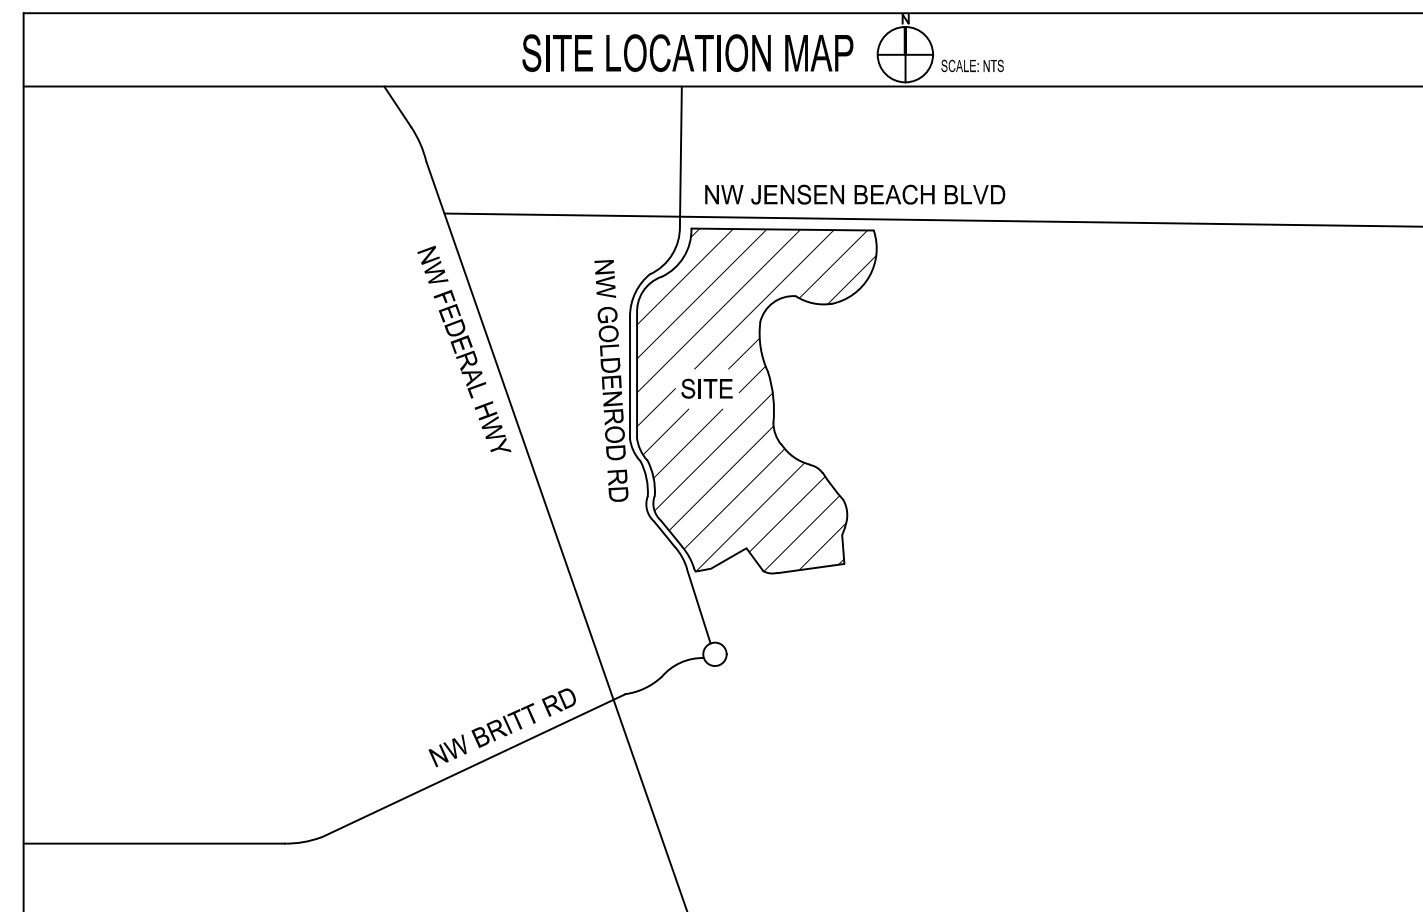 N
SITE LOCATION MAP
SCALE: NTS
NW JENSEN BEACH BLVD
NW FEDERAL HWY
NW GOLDENROD RD
SITE
NW BRITT RD